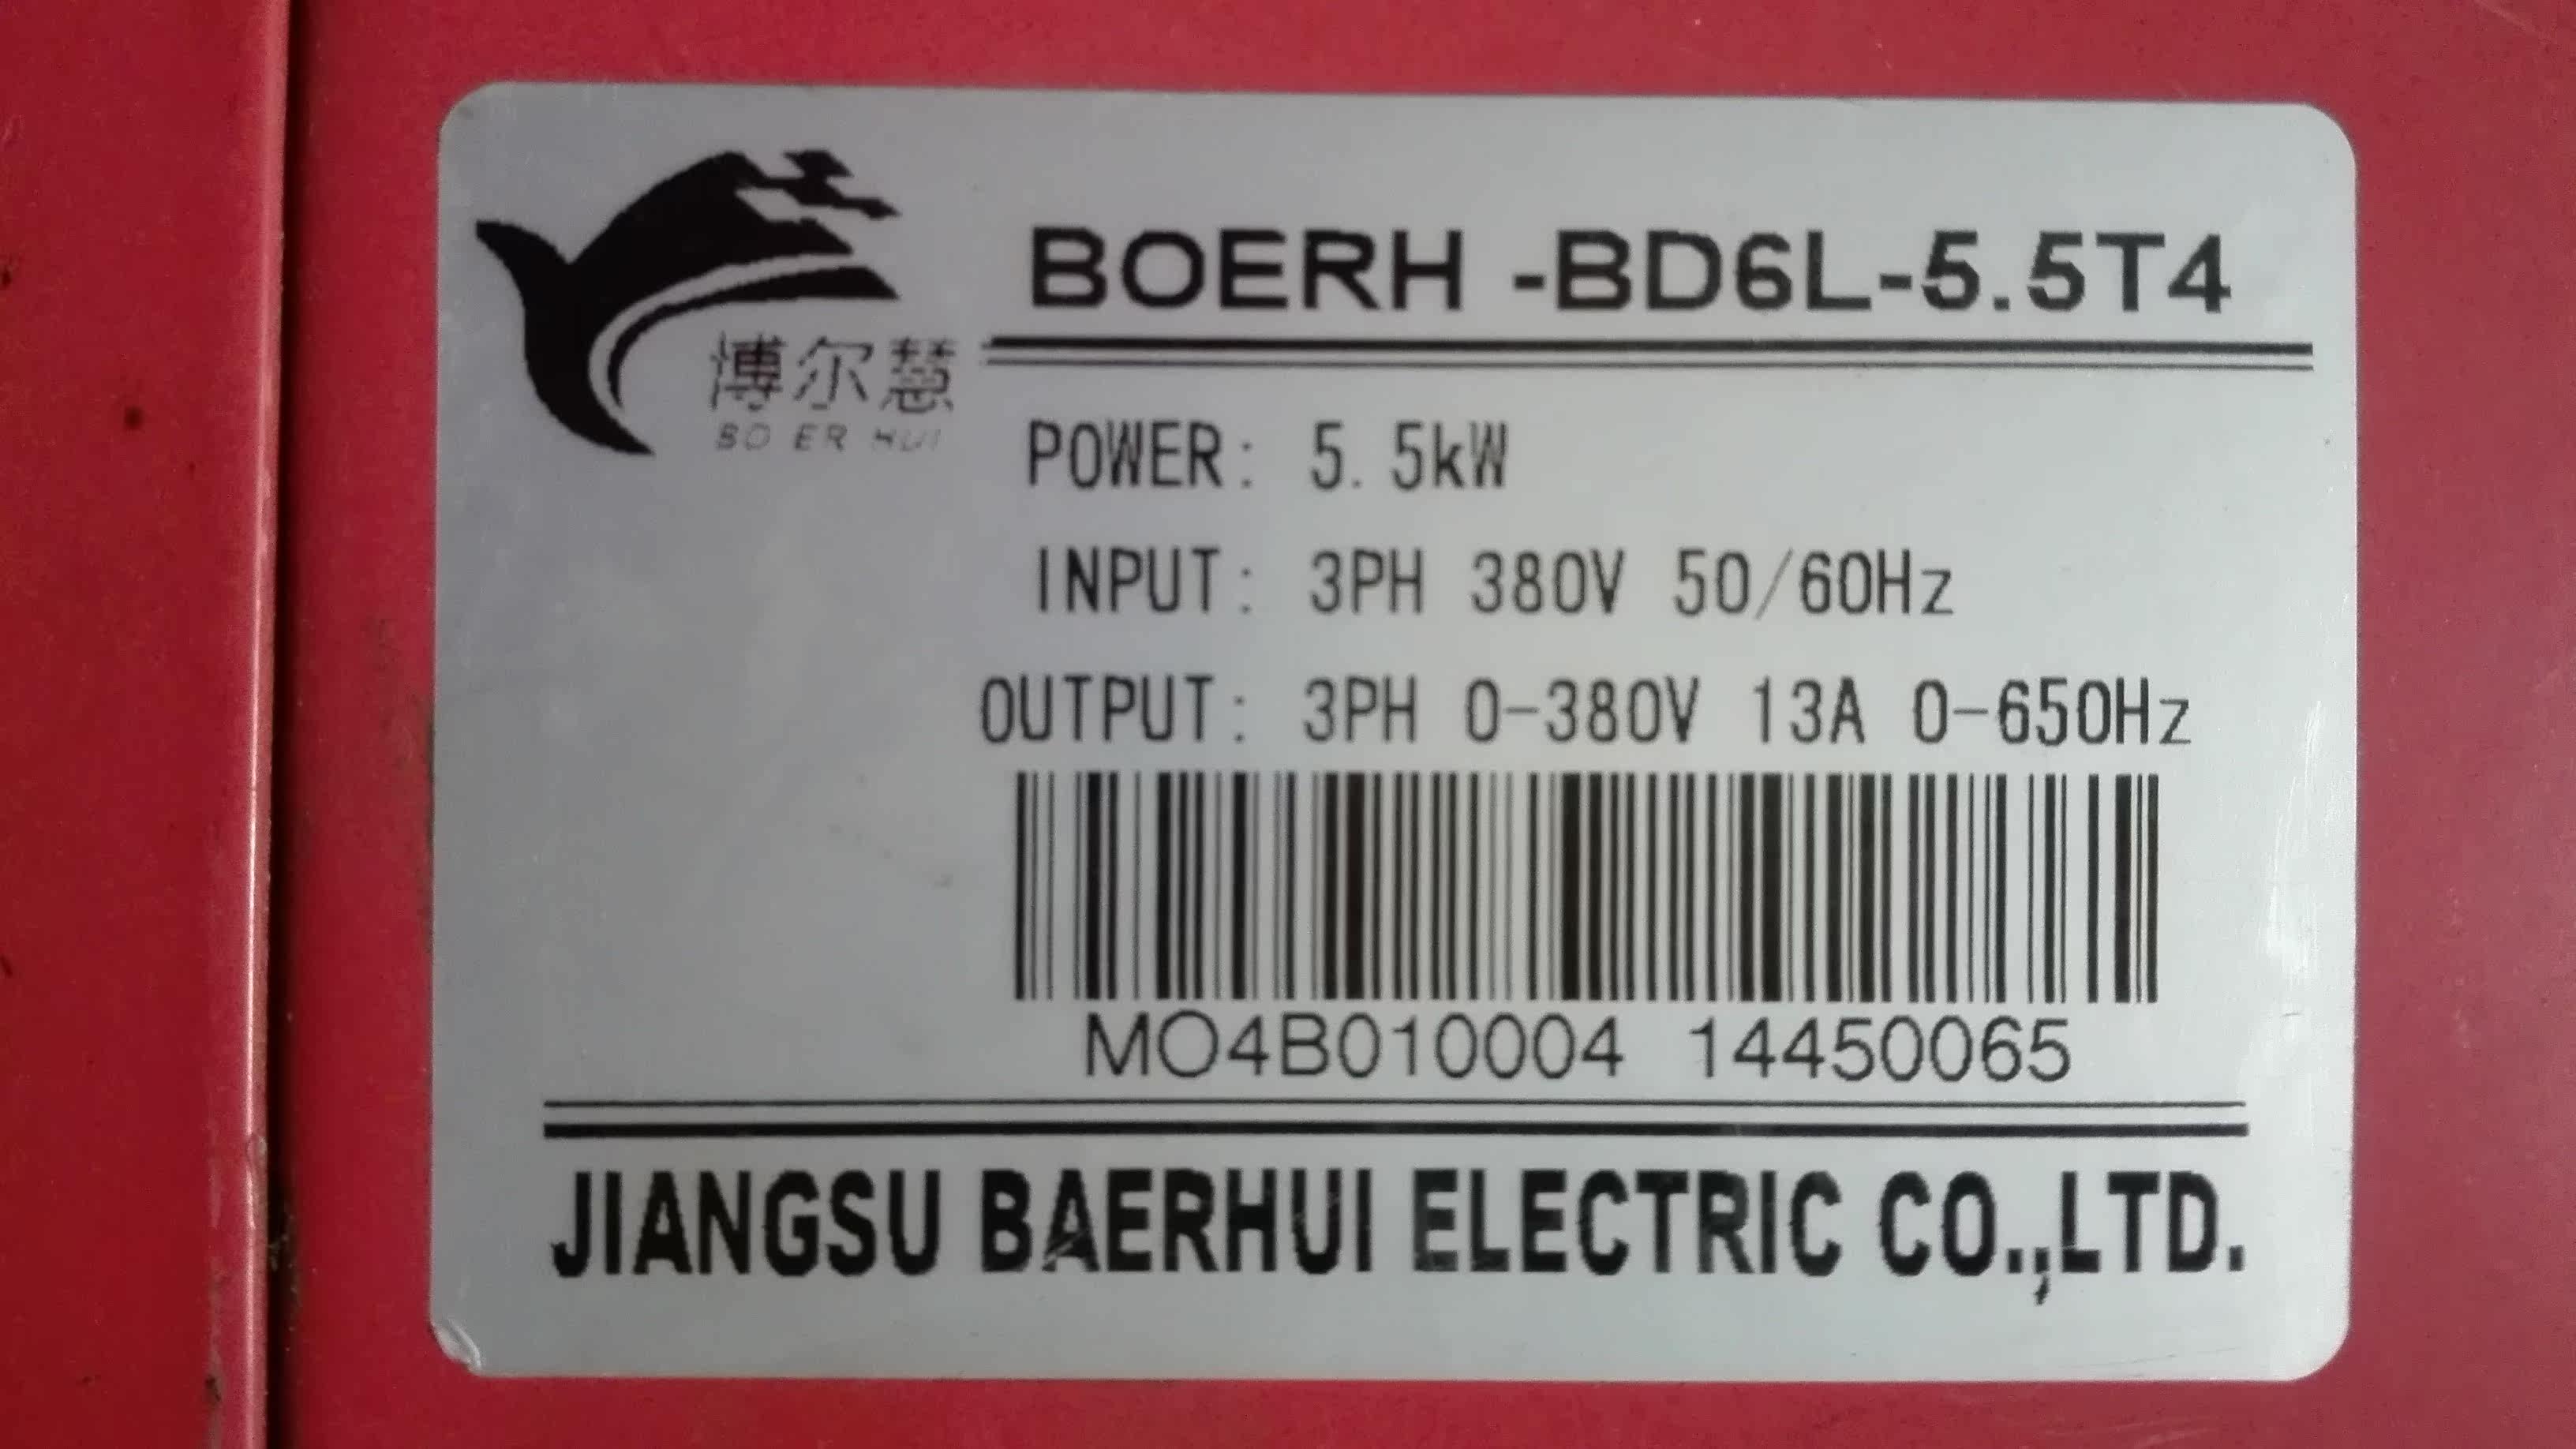 博尔慧
BO ER HUI
BOERH -BD6L-5.5T4
POWER: 5.5kW
INPUT: 3PH 380V 50/60Hz
OUTPUT: 3PH 0-380V 13A 0-650Hz
MO4B010004 14450065
JIANGSU BAERHUI ELECTRIC CO.,LTD.